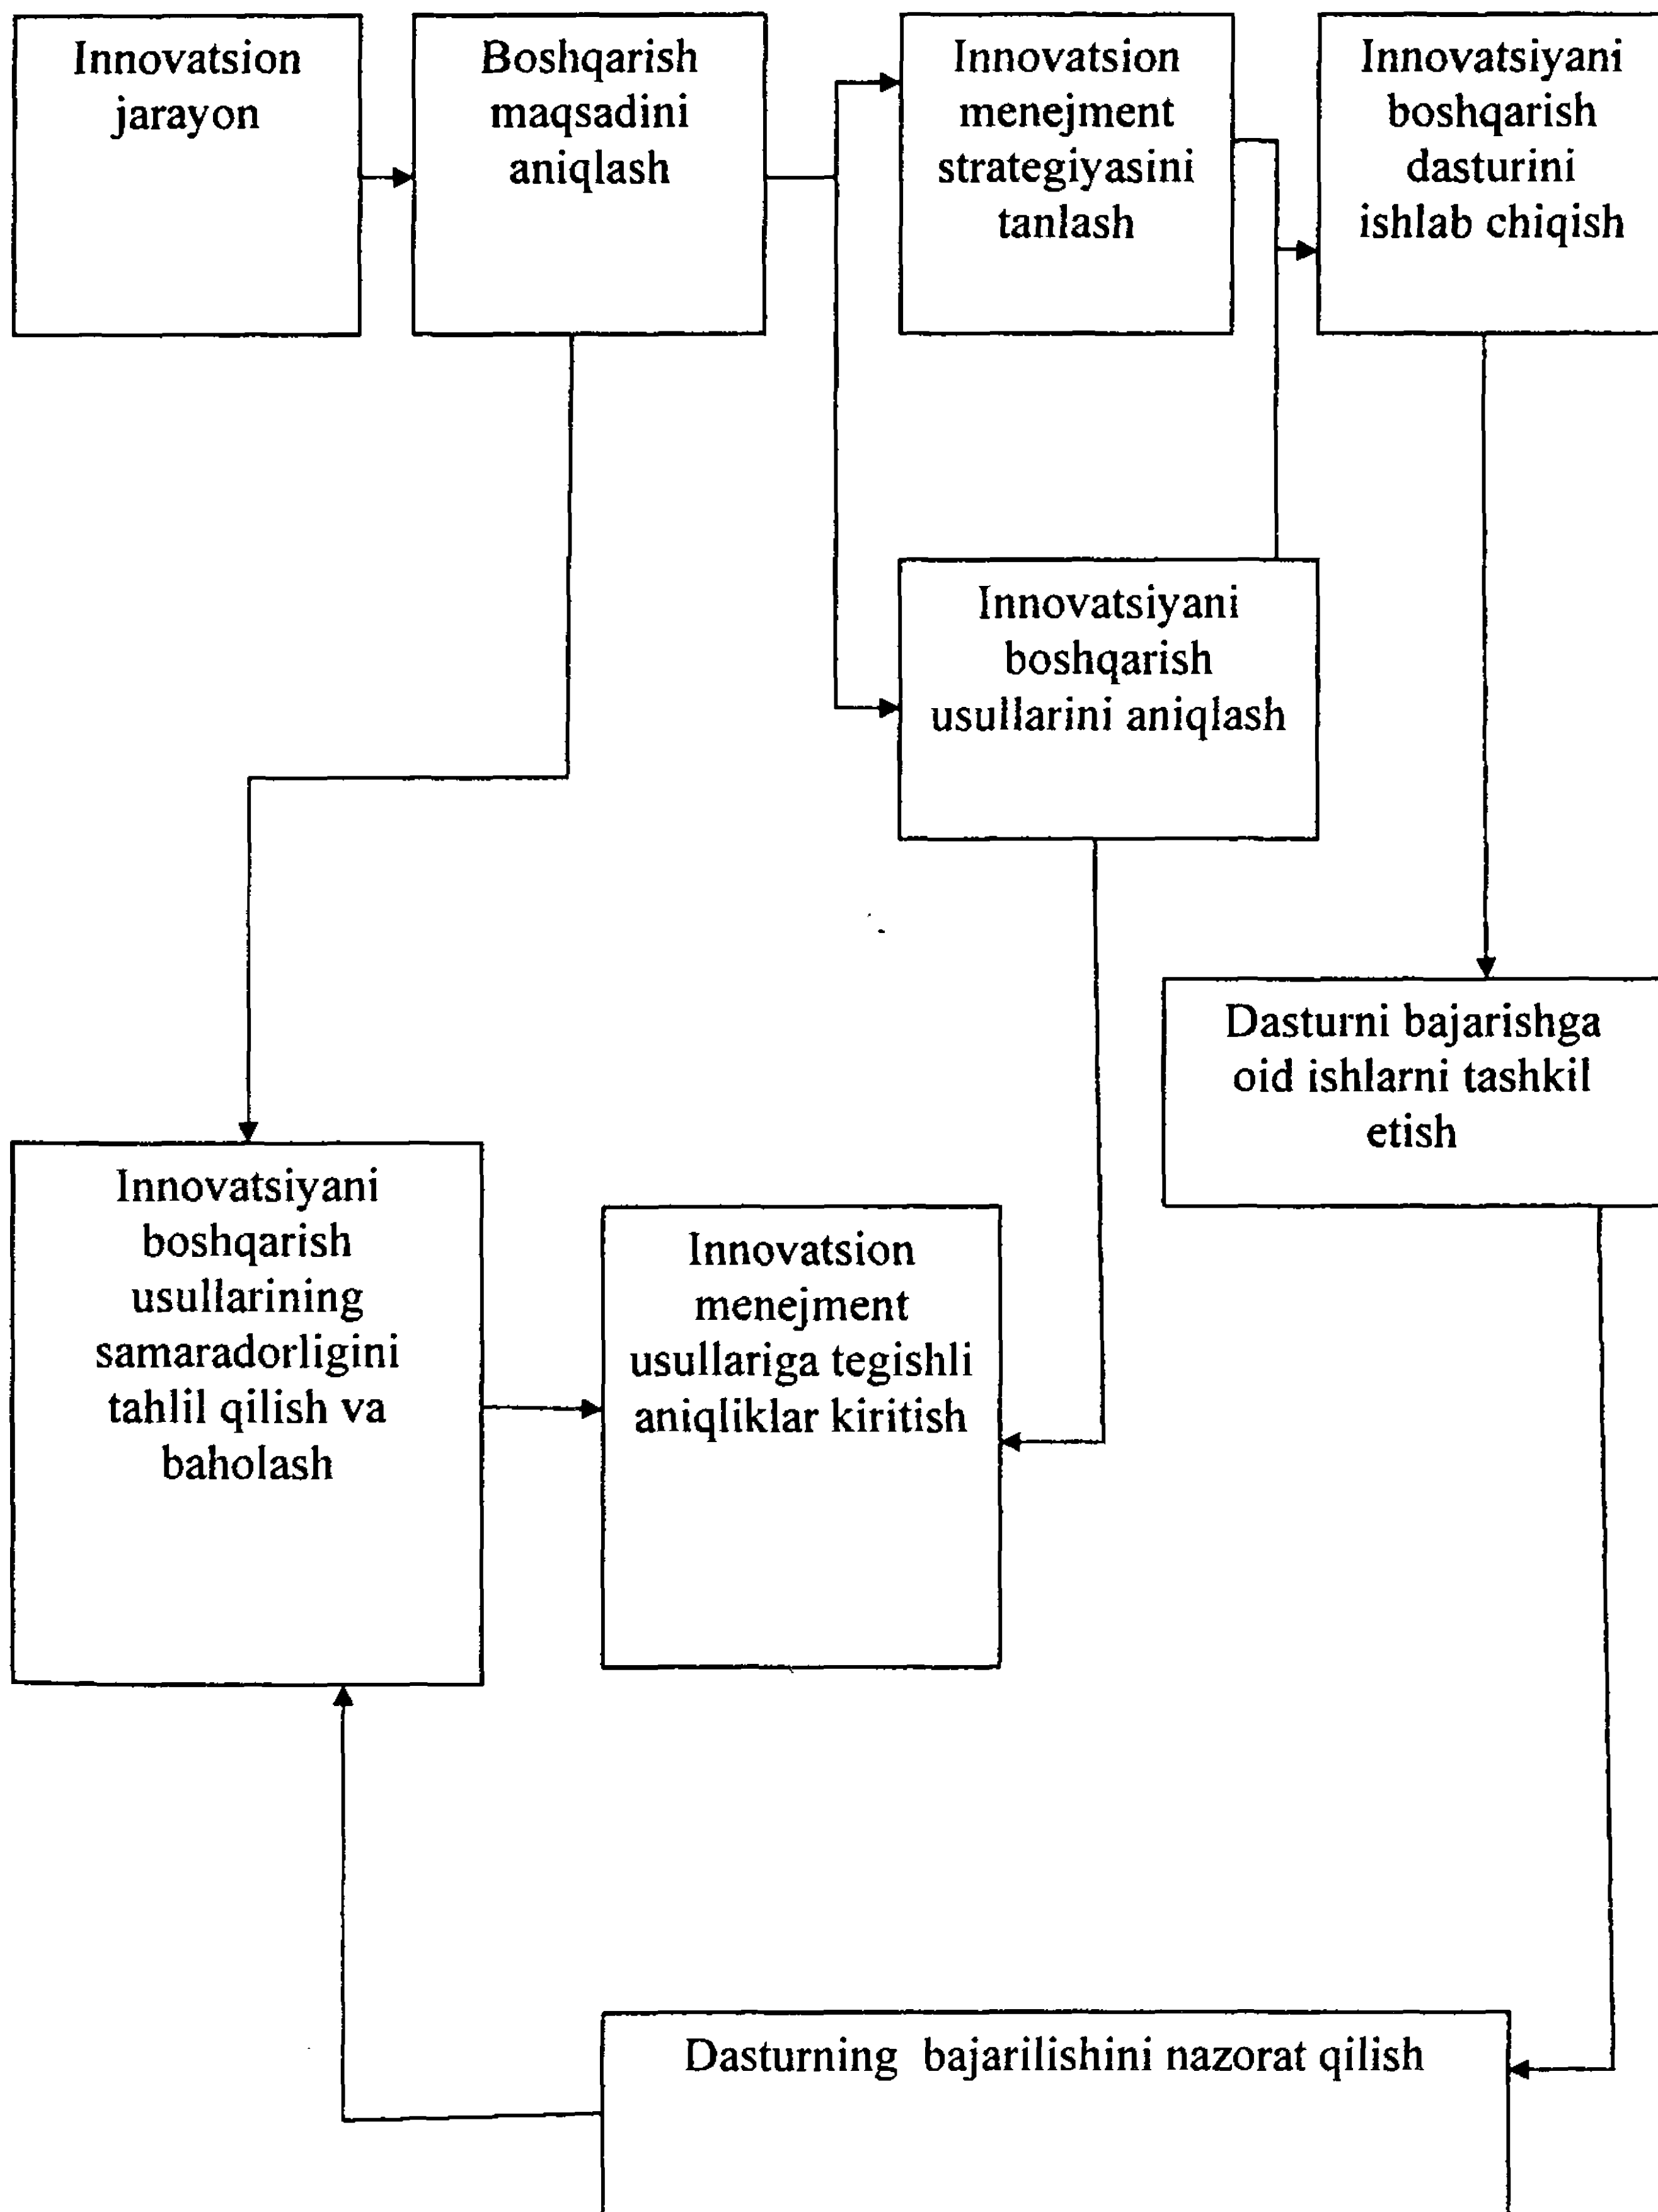 Innovatsion
jarayon
Boshqarish
maqsadini
aniqlash
Innovatsion
menejment
strategiyasini
tanlash
Innovatsiyani
boshqarish
dasturini
ishlab chiqish
Innovatsiyani
boshqarish
usullarini aniqlash
Dasturni bajarishga
oid ishlarni tashkil
etish
Innovatsiyani
boshqarish
usullarining
samaradorligini
tahlil qilish va
baholash
Innovatsion
menejment
usullariga tegishli
aniqliklar kiritish
Dasturning bajarilishini nazorat qilish